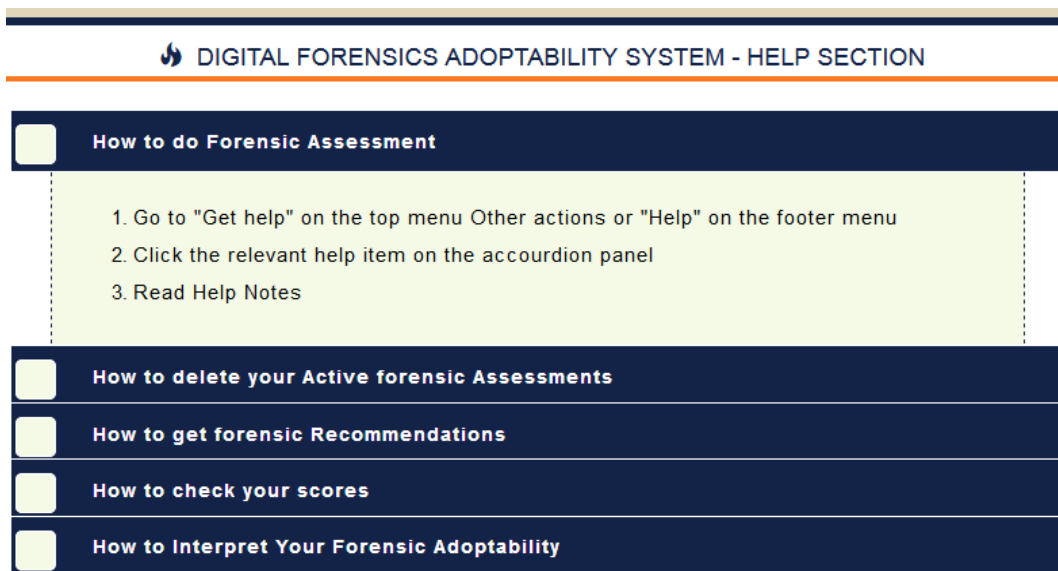 DIGITAL FORENSICS ADOPTABILITY SYSTEM - HELP SECTION
How to do Forensic Assessment
1. Go to "Get help" on the top menu Other actions or "Help" on the footer menu
2. Click the relevant help item on the accourdion panel
3. Read Help Notes
How to delete your Active forensic Assessments
How to get forensic Recommendations
How to check your scores
How to Interpret Your Forensic Adoptability